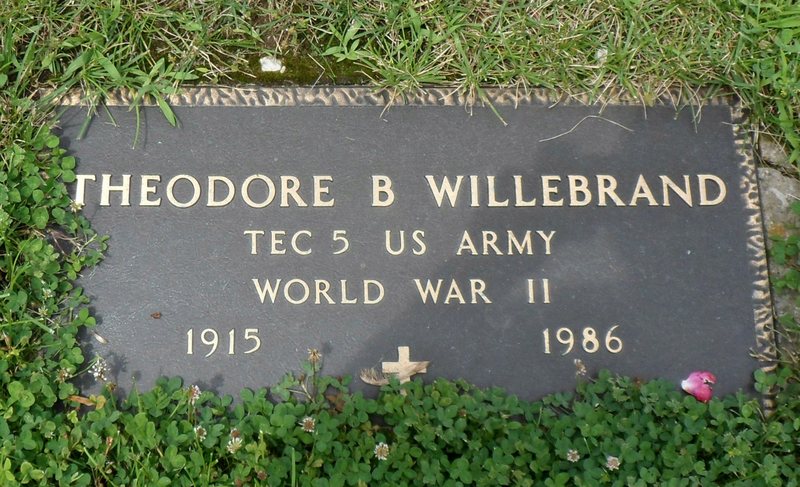 THEODORE B WILLEBRAND
TEC 5 US ARMY
WORLD WAR II
1915 1986